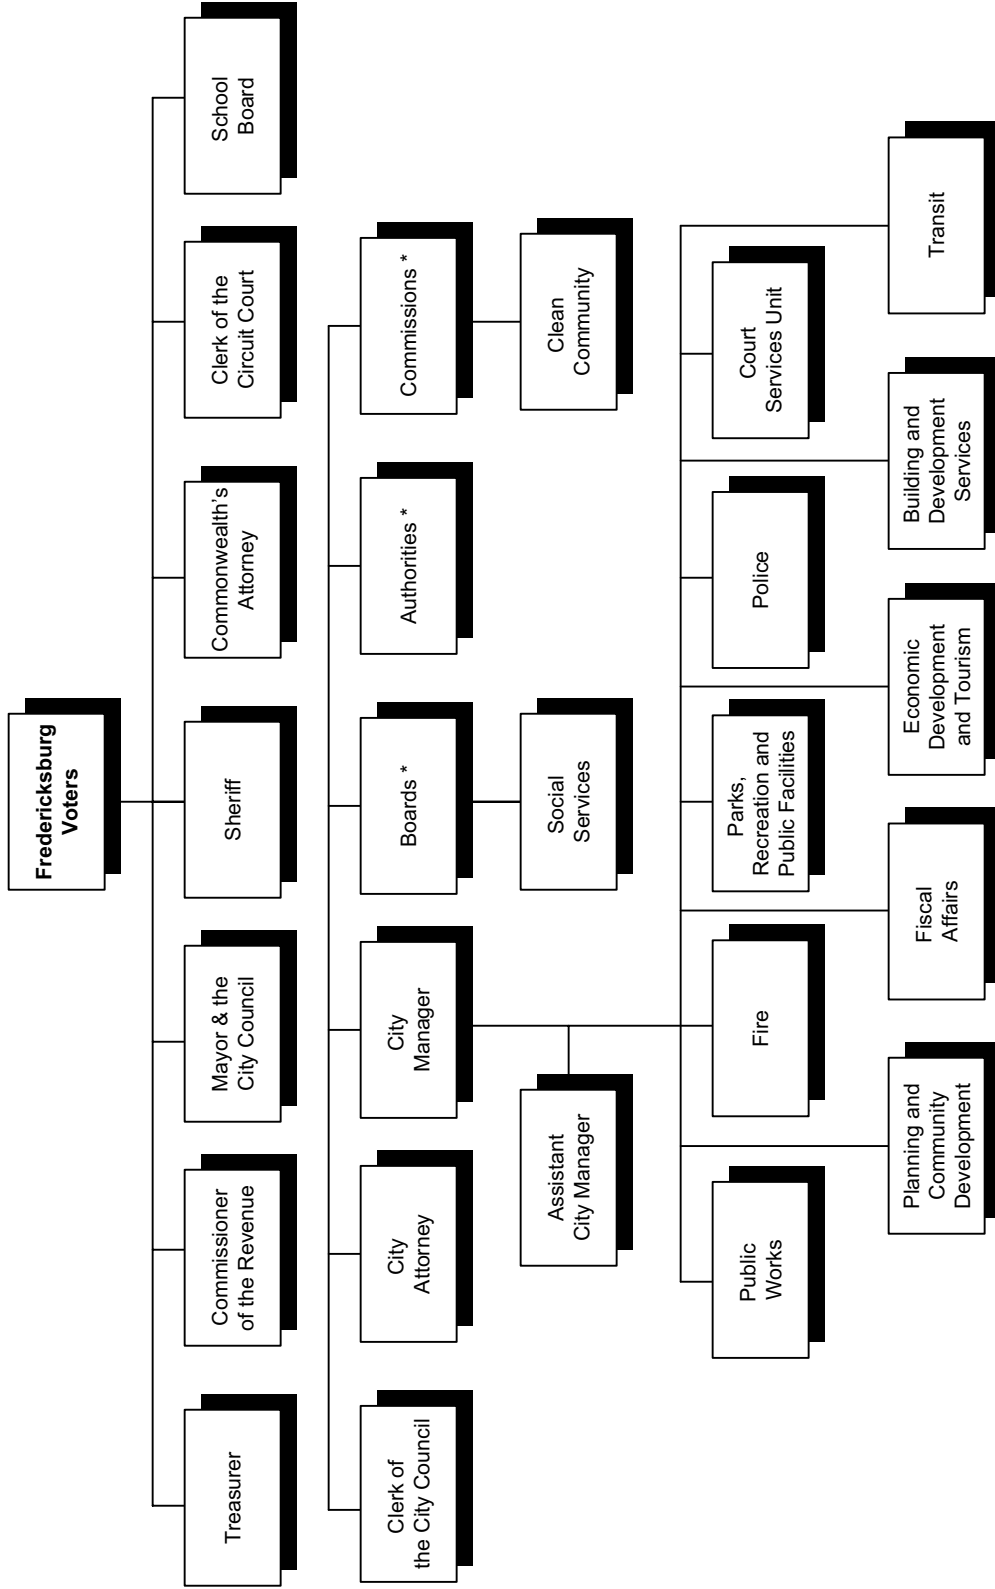 Fredericksburg
Voters
Treasurer
Commissioner
of the Revenue
Mayor & the
City Council
Sheriff
Commonwealth's
Attorney
Clerk of the
Circuit Court
School
Board
Clerk of
the City Council
City
Attorney
City
Manager
Boards *
Authorities *
Commissions *
Assistant
City Manager
Social
Services
Clean
Community
Public
Works
Fire
Parks,
Recreation and
Public Facilities
Police
Court
Services Unit
Planning and
Community
Development
Fiscal
Affairs
Economic
Development
and Tourism
Building and
Development
Services
Transit